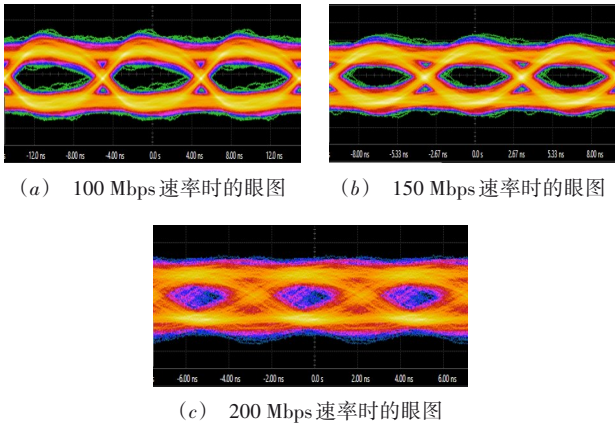 s -12.0 ns -8.00 ns -4.00 ns 0.0 s 4.00 ns 8.00 ns 12.0 ns
s -8.00 ns -5.33 ns -2.67 ns 0.0 s 2.67 ns 5.33 ns 8.00 ns
(a) 100 Mbps速率时的眼图
(b) 150 Mbps速率时的眼图
-6.00 ns -4.00 ns -2.00 ns 0.0 s 2.00 ns 4.00 ns 6.00 ns
(c) 200 Mbps速率时的眼图